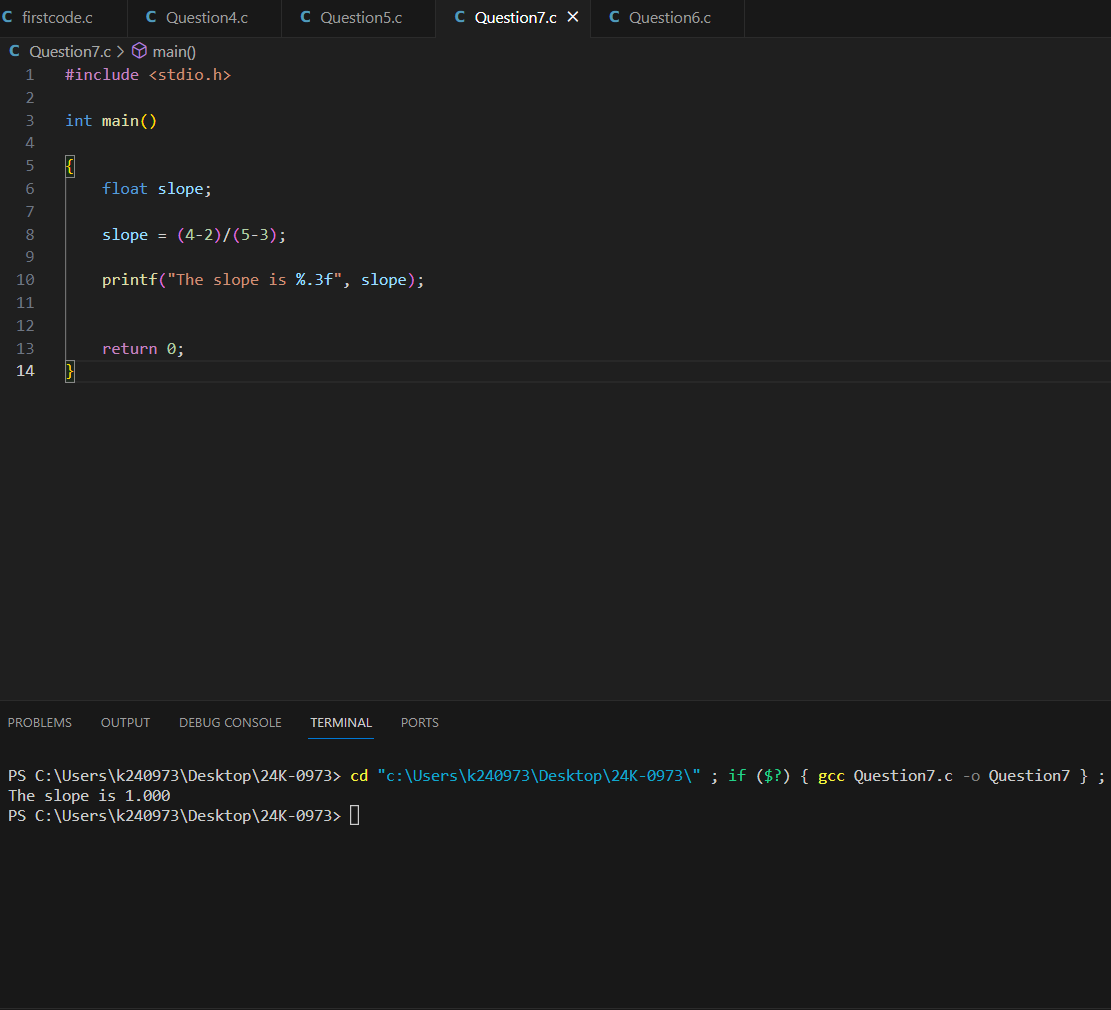 C firstcode.c C Question4.c C Question5.c C Question7.c × C Question6.c
C Question7.c > main()
1 #include <stdio.h>
2
3 int main()
4
5 {
6     float slope;
7
8     slope = (4-2)/(5-3);
9
10     printf("The slope is %.3f", slope);
11
12
13     return 0;
14 }
PROBLEMS OUTPUT DEBUG CONSOLE TERMINAL PORTS
PS C:\Users\k240973\Desktop\24K-0973> cd "c:\Users\k240973\Desktop\24K-0973\" ; if ($?) { gcc Question7.c -o Question7 } ;
The slope is 1.000
PS C:\Users\k240973\Desktop\24K-0973>